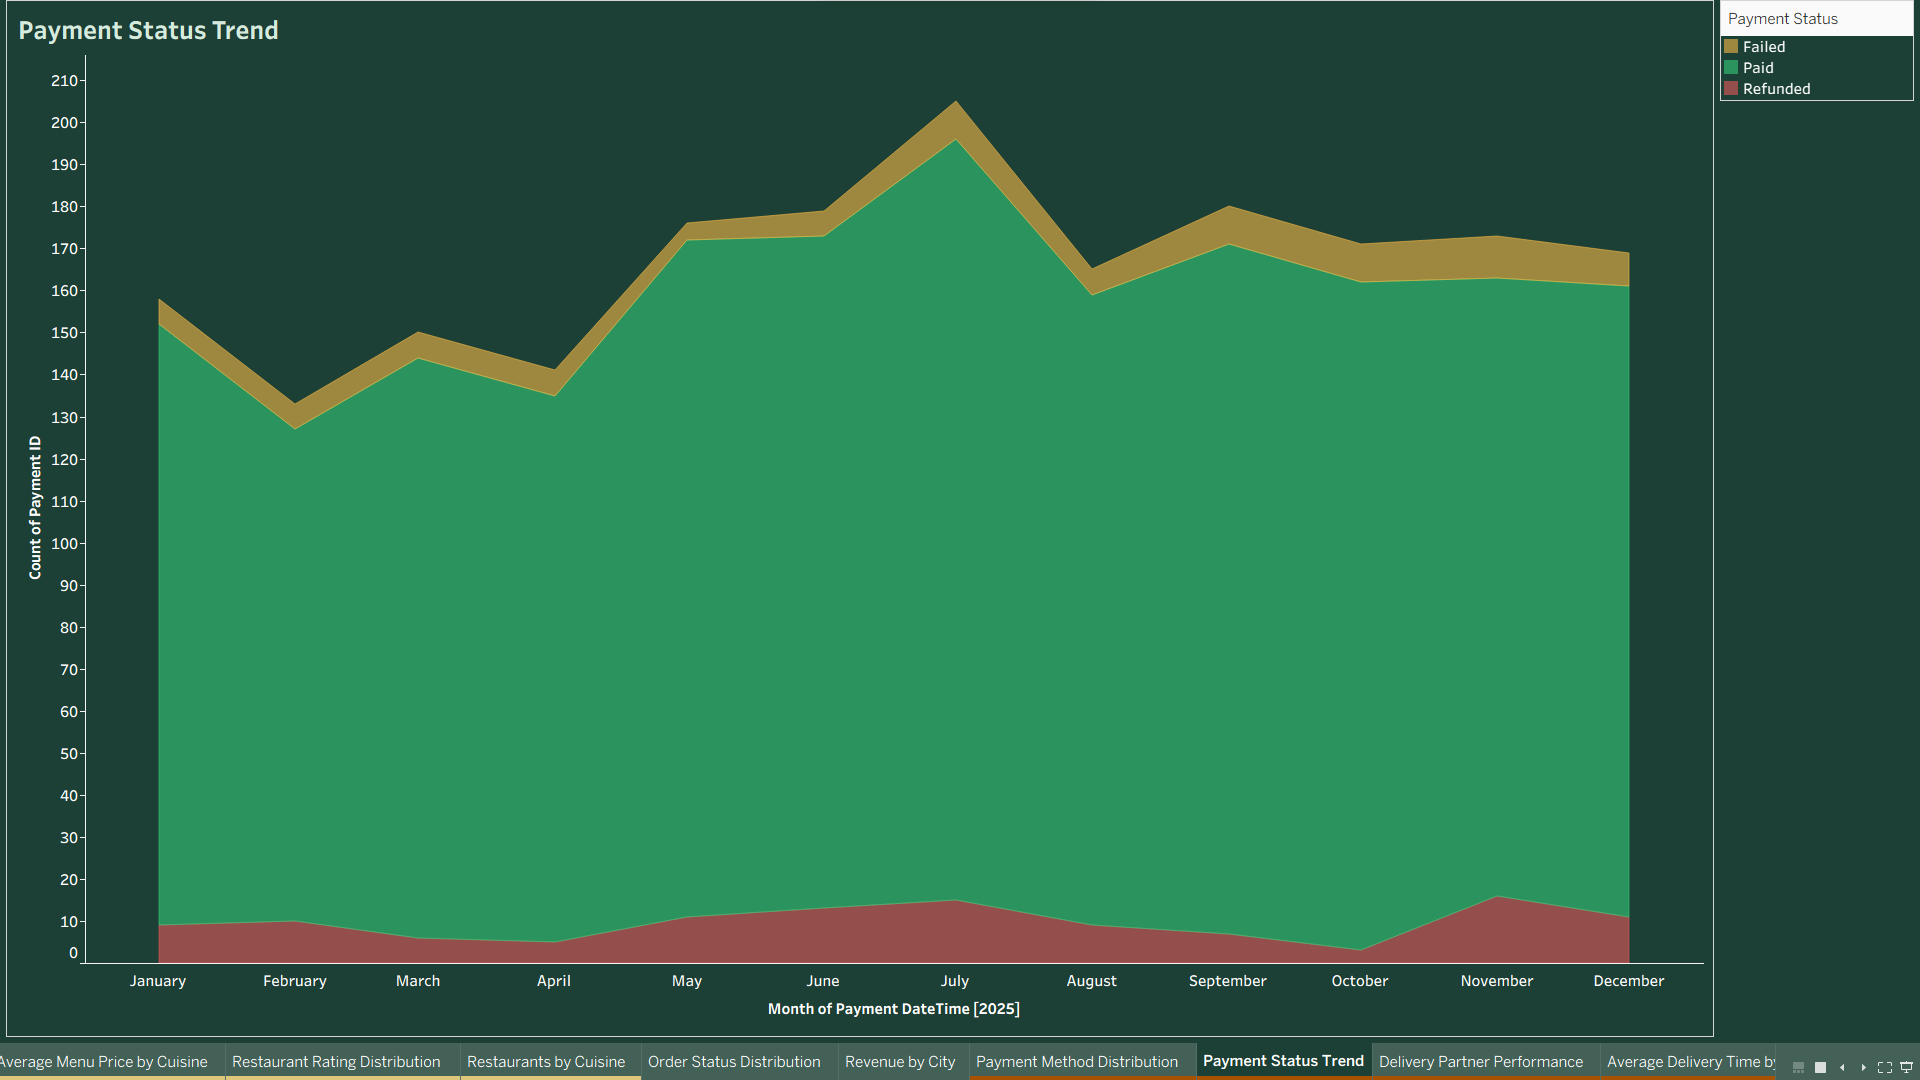 Payment Status Trend
Payment Status
Failed
Paid
Refunded
210
200
190
180
170
160
150
140
130
120
110
100
90
80
70
60
50
40
30
20
10
0
Count of Payment ID
January February March April May June July August September October November December
Month of Payment DateTime [2025]
Average Menu Price by Cuisine Restaurant Rating Distribution Restaurants by Cuisine Order Status Distribution Revenue by City Payment Method Distribution Payment Status Trend Delivery Partner Performance Average Delivery Time by